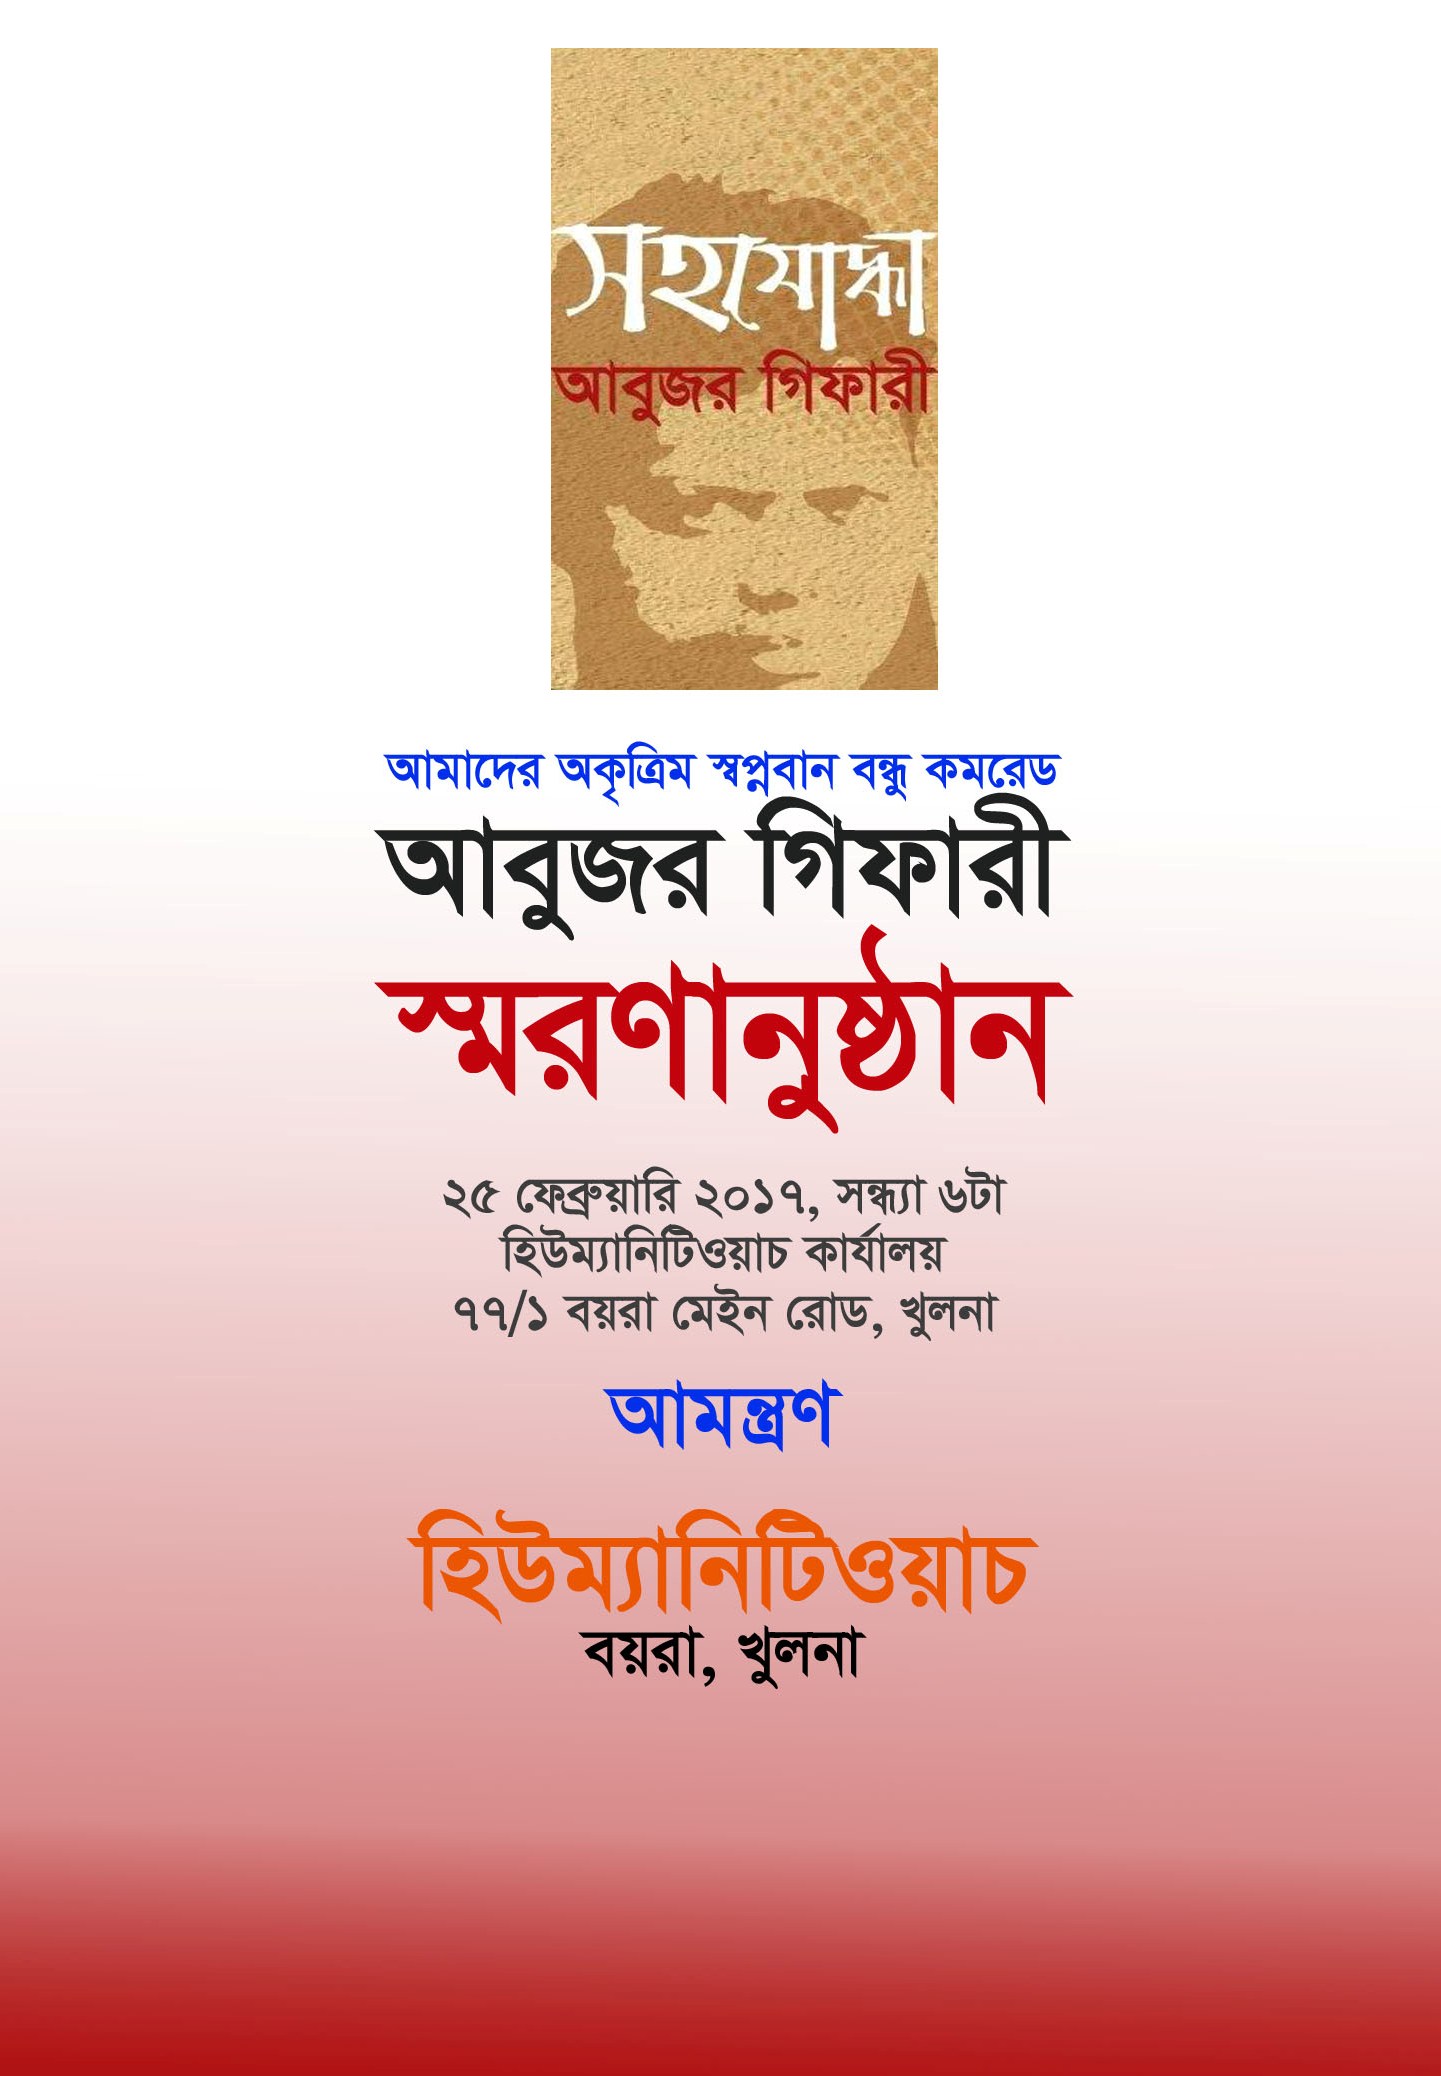 সহযোদ্ধা
আবুজর গিফারী
আমাদের অকৃত্রিম স্বপ্নবান বন্ধু কমরেড
আবুজর গিফারী
স্মরণানুষ্ঠান
২৫ ফেব্রুয়ারি ২০১৭, সন্ধ্যা ৬টা
হিউম্যানিটিওয়াচ কার্যালয়
৭৭/১ বয়রা মেইন রোড, খুলনা
আমন্ত্রণ
হিউম্যানিটিওয়াচ
বয়রা, খুলনা